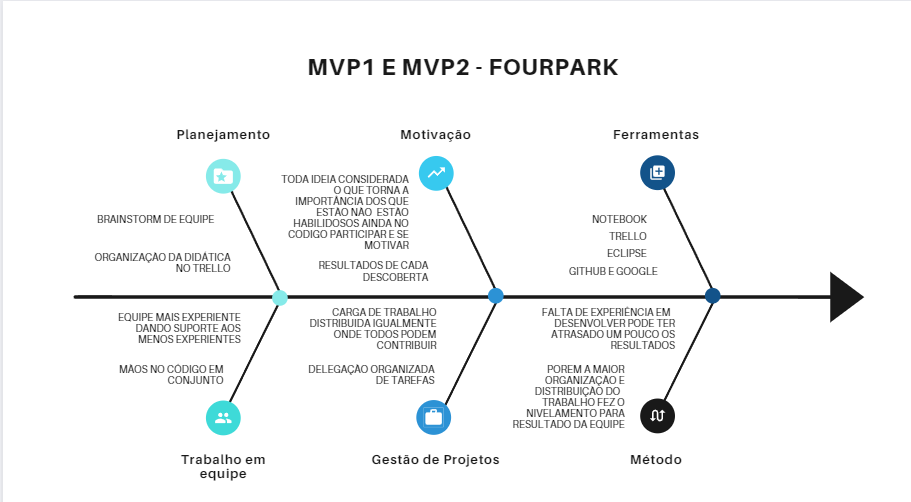 MVP1 E MVP2 - FOURPARK
Planejamento
BRAINSTORM DE EQUIPE
ORGANIZAÇÃO DA DIDÁTICA
NO TRELLO
Motivação
TODA IDEIA CONSIDERADA
O QUE TORNA A
IMPORTÂNCIA DOS QUE
ESTÃO NÃO ESTÃO
HABILIDOSOS AINDA NO
CODIGO PARTICIPAR E SE
MOTIVAR
RESULTADOS DE CADA
DESCOBERTA
Ferramentas
NOTEBOOK
TRELLO
ECLIPSE
GITHUB E GOOGLE
EQUIPE MAIS EXPERIENTE
DANDO SUPORTE AOS
MENOS EXPERIENTES
MÃOS NO CÓDIGO EM
CONJUNTO
Trabalho em
equipe
CARGA DE TRABALHO
DISTRIBUIDA IGUALMENTE
ONDE TODOS PODEM
CONTRIBUIR
DELEGAÇÃO ORGANIZADA
DE TAREFAS
Gestão de Projetos
FALTA DE EXPERIÊNCIA EM
DESENVOLVER PODE TER
ATRASADO UM POUCO OS
RESULTADOS
POREM A MAIOR
ORGANIZAÇÃO E
DISTRIBUIÇÃO DO
TRABALHO FEZ O
NIVELAMENTO PARA
RESULTADO DA EQUIPE
Método